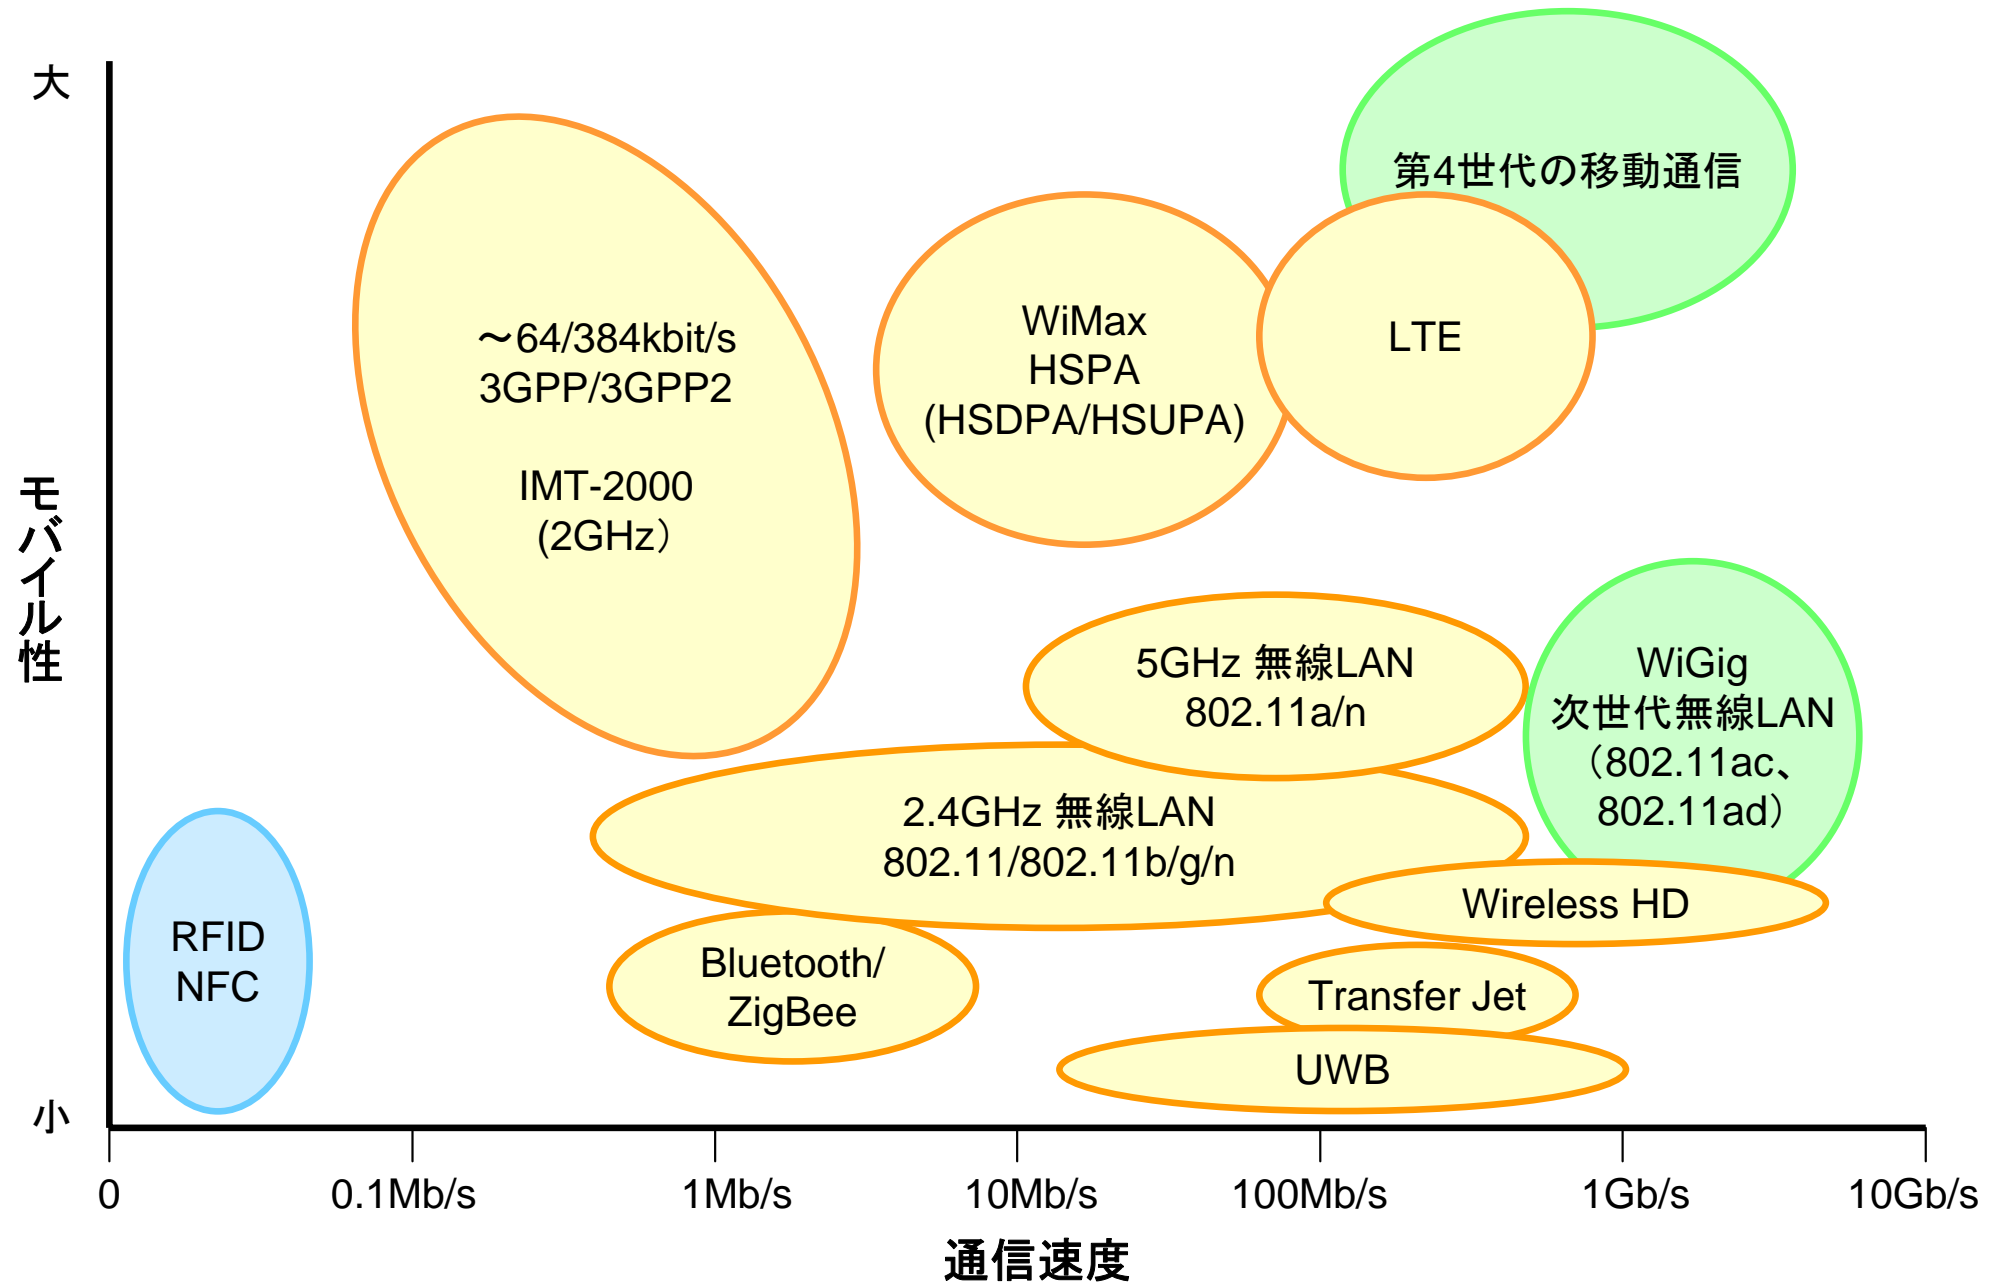 大
第4世代の移動通信
～64/384kbit/s
3GPP/3GPP2
IMT-2000
(2GHz）
WiMax
HSPA
(HSDPA/HSUPA)
LTE
モバイル性
5GHz 無線LAN
802.11a/n
WiGig
次世代無線LAN
（802.11ac、
802.11ad）
2.4GHz 無線LAN
802.11/802.11b/g/n
Wireless HD
RFID
NFC
Bluetooth/
ZigBee
Transfer Jet
UWB
小
0 0.1Mb/s 1Mb/s 10Mb/s 100Mb/s 1Gb/s 10Gb/s
通信速度